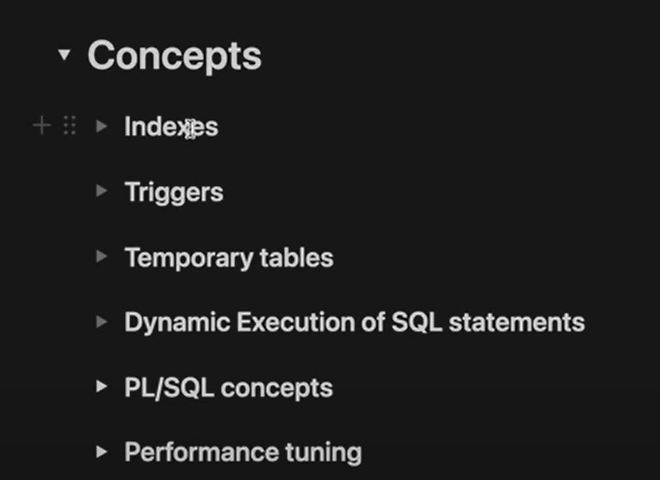 Concepts
Indexes
Triggers
Temporary tables
Dynamic Execution of SQL statements
PL/SQL concepts
Performance tuning